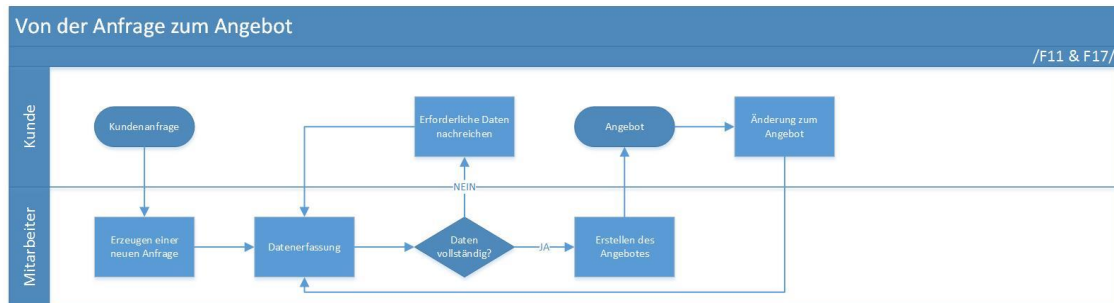 Von der Anfrage zum Angebot
/F11 & F17/
Kunde
Kundenanfrage
Erforderliche Daten
nachreichen
Angebot
Änderung zum
Angebot
NEIN
Mitarbeiter
Erzeugen einer
neuen Anfrage
Datenerfassung
Daten
vollständig?
JA
Erstellen des
Angebotes